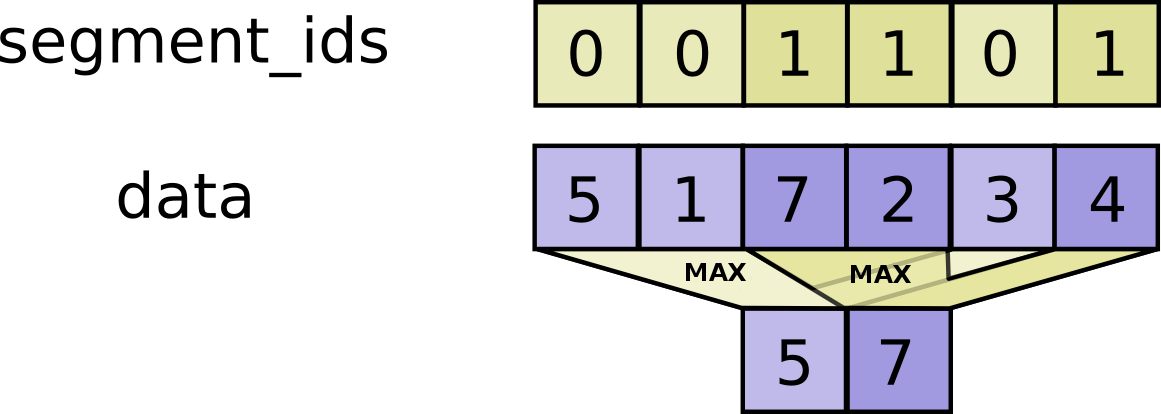 segment_ids 0 0 1 1 0 1
data 5 1 7 2 3 4
MAX MAX
5 7